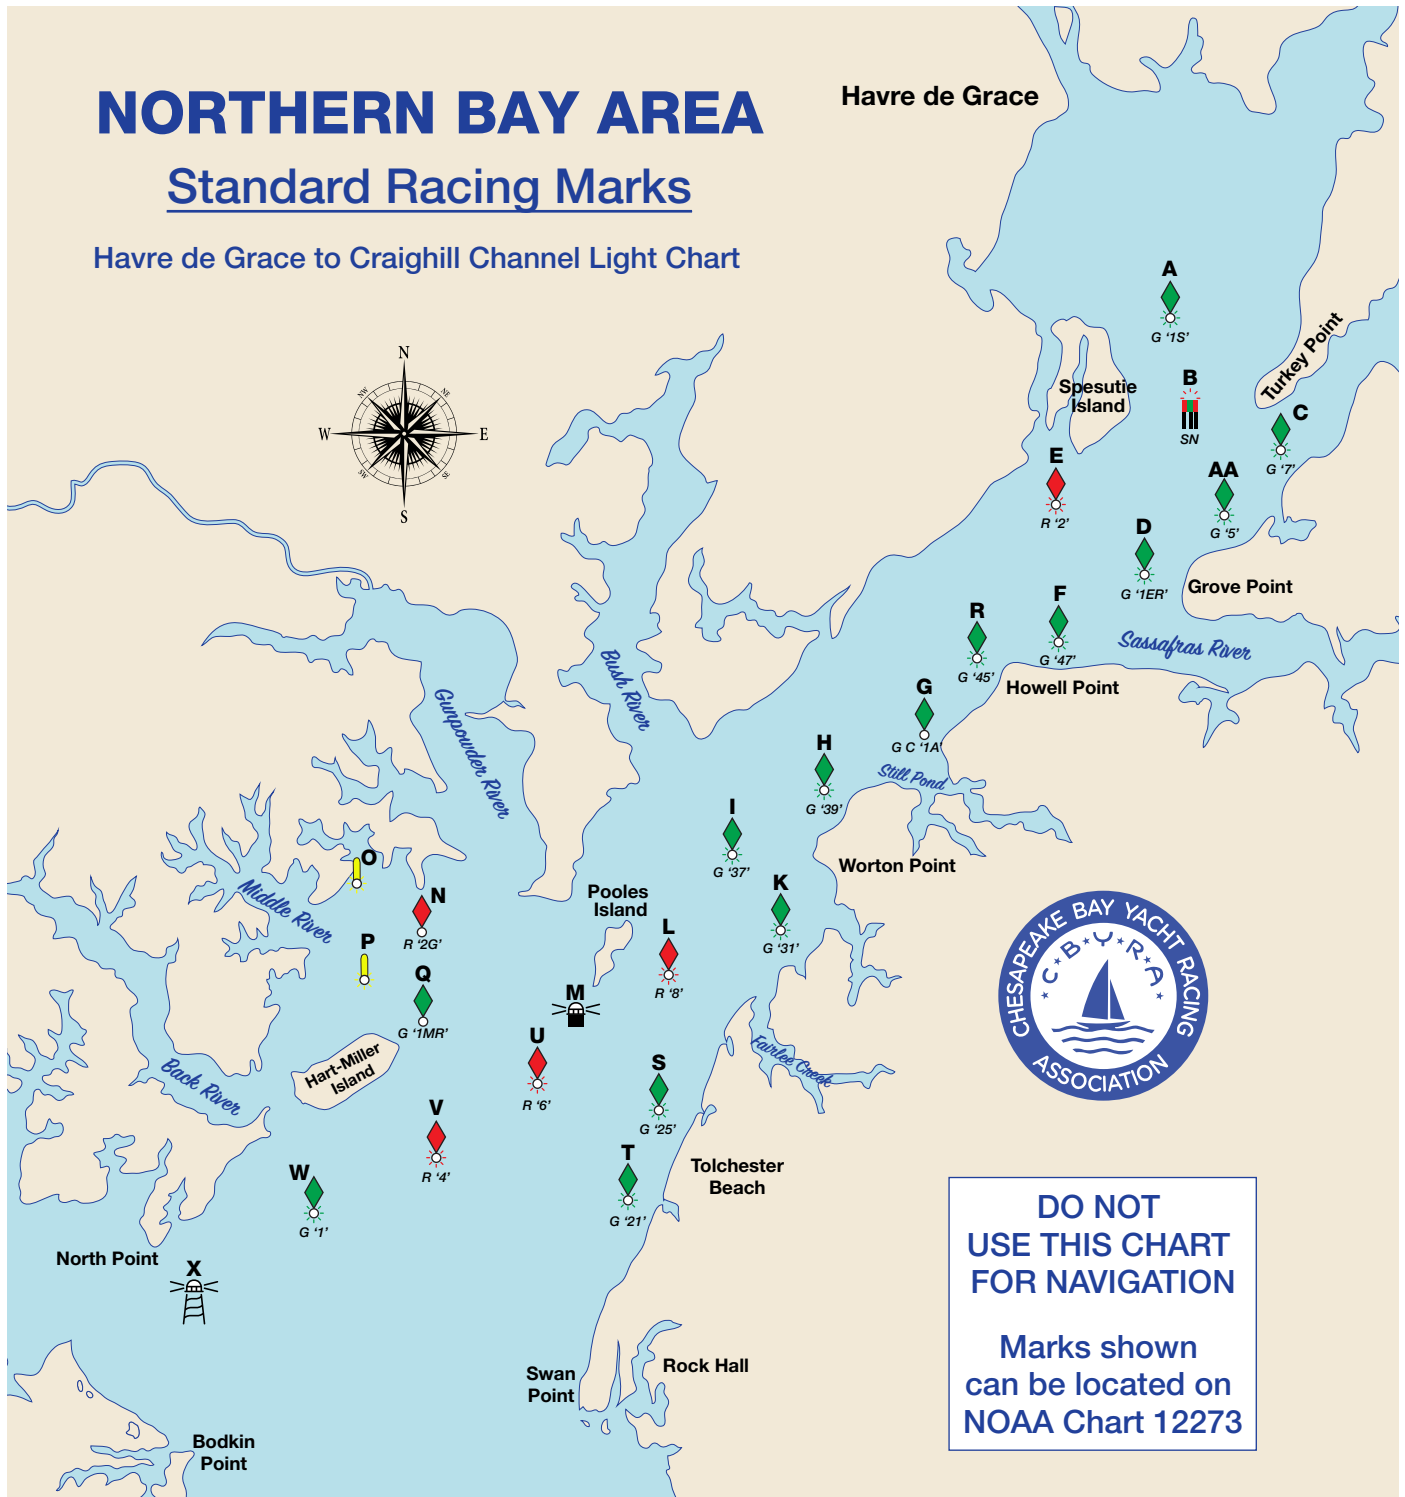 NORTHERN BAY AREA
Standard Racing Marks
Havre de Grace to Craighill Channel Light Chart
Havre de Grace
N
NE
E
SE
S
SW
W
NW
A
G ‘1S’
Turkey Point
B
SN
Spesutie
Island
C
G ‘7’
E
R ‘2’
AA
G ‘5’
D
G ‘1ER’
Grove Point
F
G ‘47’
Sassafras River
R
G ‘45’
Howell Point
Bush River
Gunpowder River
G
G C ‘1A’
Still Pond
H
G ‘39’
I
G ‘37’
Worton Point
K
G ‘31’
O
Middle River
N
R ‘2G’
Pooles
Island
L
R ‘8’
P
Q
G ‘1MR’
M
U
R ‘6’
Hart-Miller
Island
Back River
Fairlee Creek
S
G ‘25’
V
R ‘4’
T
G ‘21’
Tolchester
Beach
W
G ‘1’
North Point
X
Swan
Point
Rock Hall
Bodkin
Point
CHESAPEAKE BAY YACHT RACING
ASSOCIATION
C ★ B ★ Y ★ R ★ A
DO NOT
USE THIS CHART
FOR NAVIGATION
Marks shown
can be located on
NOAA Chart 12273